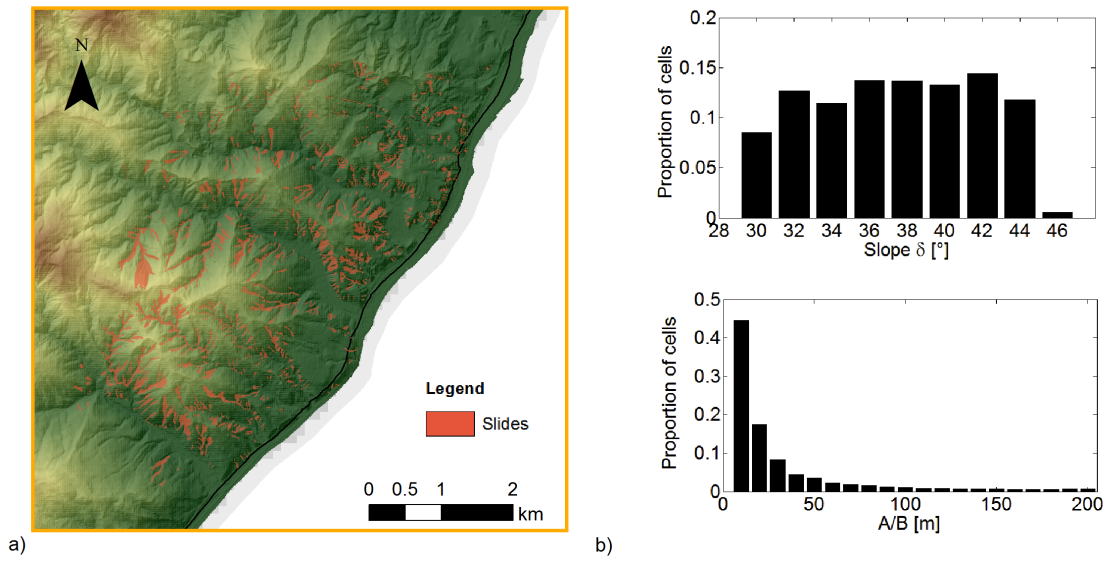 N
Legend
Slides
0 0.5 1 2
km
a)
0.2
0.15
0.1
0.05
0
Proportion of cells
28 30 32 34 36 38 40 42 44 46
Slope δ [°]
0.5
0.4
0.3
0.2
0.1
0
Proportion of cells
0 50 100 150 200
A/B [m]
b)